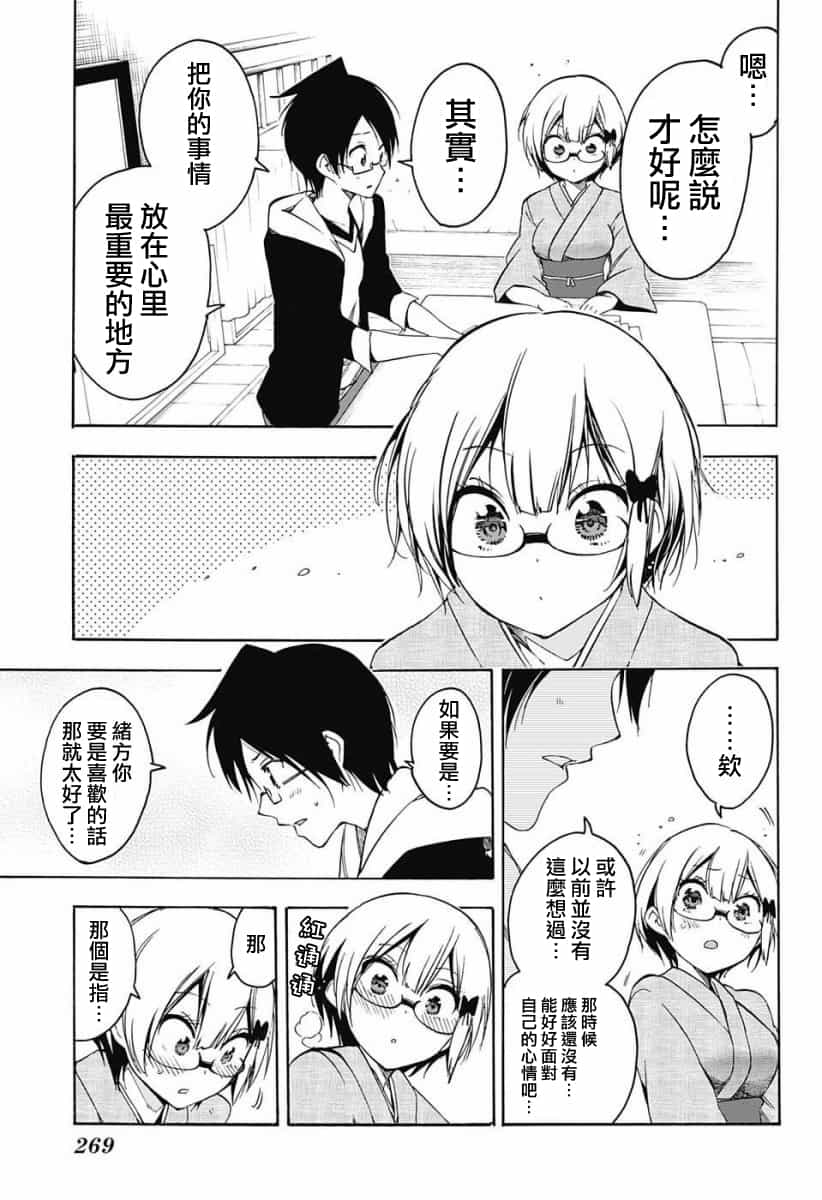 嗯…
怎麼說
才好呢…
其實…
把你的事情
放在心里
最重要的地方
……欸
或許
以前並沒有
這麼想過…
那時候
應該還沒有…
能好好面對
自己的心情吧…
如果要是…
緒方你
要是喜歡的話
那就太好了…
紅通通
那
那個是指…
269